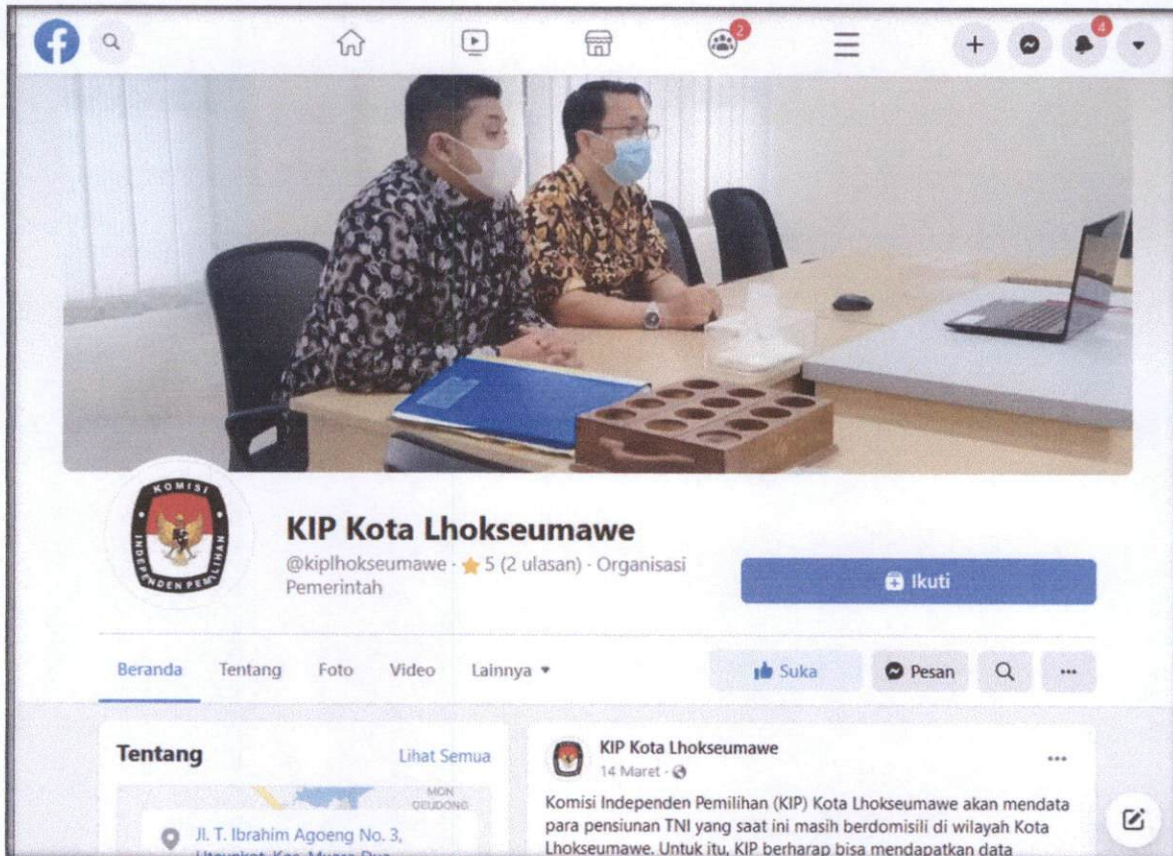 2
4
KOMISI
INDEPENDEN PEMILIHAN
KIP Kota Lhokseumawe
@kiplhokseumawe · 5 (2 ulasan) · Organisasi
Pemerintah
Ikuti
Beranda Tentang Foto Video Lainnya
Suka Pesan
Tentang Lihat Semua
MON
GEUDONG
Jl. T. Ibrahim Agoeng No. 3,
Kec. Muara Dua
KIP Kota Lhokseumawe
14 Maret ·
Komisi Independen Pemilihan (KIP) Kota Lhokseumawe akan mendata
para pensiunan TNI yang saat ini masih berdomisili di wilayah Kota
Lhokseumawe. Untuk itu, KIP berharap bisa mendapatkan data